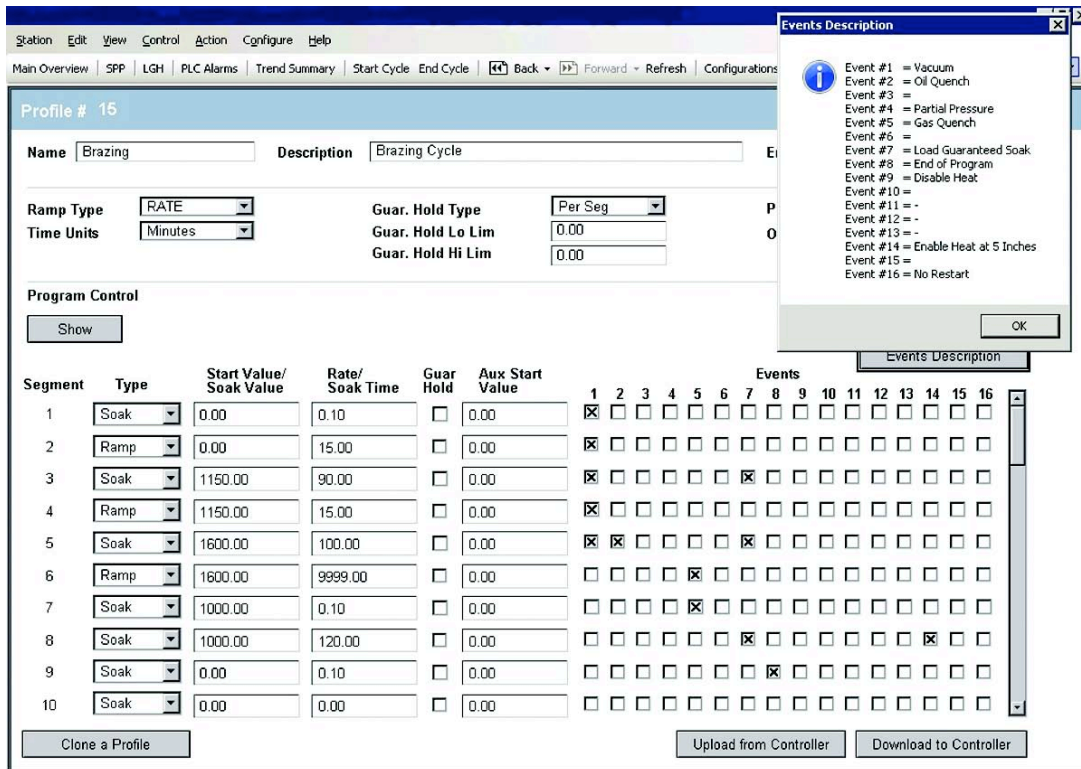 Station Edit View Control Action Configure Help
Main Overview SPP LGH PLC Alarms Trend Summary Start Cycle End Cycle Back Forward Refresh Configurations
Profile # 15
Name Brazing Description Brazing Cycle
Ramp Type RATE Guar. Hold Type Per Seg
Time Units Minutes Guar. Hold Lo Lim 0.00
Guar. Hold Hi Lim 0.00
Program Control
Show
Events Description
Event #1 = Vacuum
Event #2 = Oil Quench
Event #3 =
Event #4 = Partial Pressure
Event #5 = Gas Quench
Event #6 =
Event #7 = Load Guaranteed Soak
Event #8 = End of Program
Event #9 = Disable Heat
Event #10 =
Event #11 = -
Event #12 = -
Event #13 = -
Event #14 = Enable Heat at 5 Inches
Event #15 =
Event #16 = No Restart
OK
Events Description
Segment Type Start Value/ Soak Value Rate/ Soak Time Guar Hold Aux Start Value Events
1 2 3 4 5 6 7 8 9 10 11 12 13 14 15 16
1 Soak 0.00 0.10 0.00
2 Ramp 0.00 15.00 0.00
3 Soak 1150.00 90.00 0.00
4 Ramp 1150.00 15.00 0.00
5 Soak 1600.00 100.00 0.00
6 Ramp 1600.00 9999.00 0.00
7 Soak 1000.00 0.10 0.00
8 Soak 1000.00 120.00 0.00
9 Soak 0.00 0.10 0.00
10 Soak 0.00 0.00 0.00
Clone a Profile Upload from Controller Download to Controller